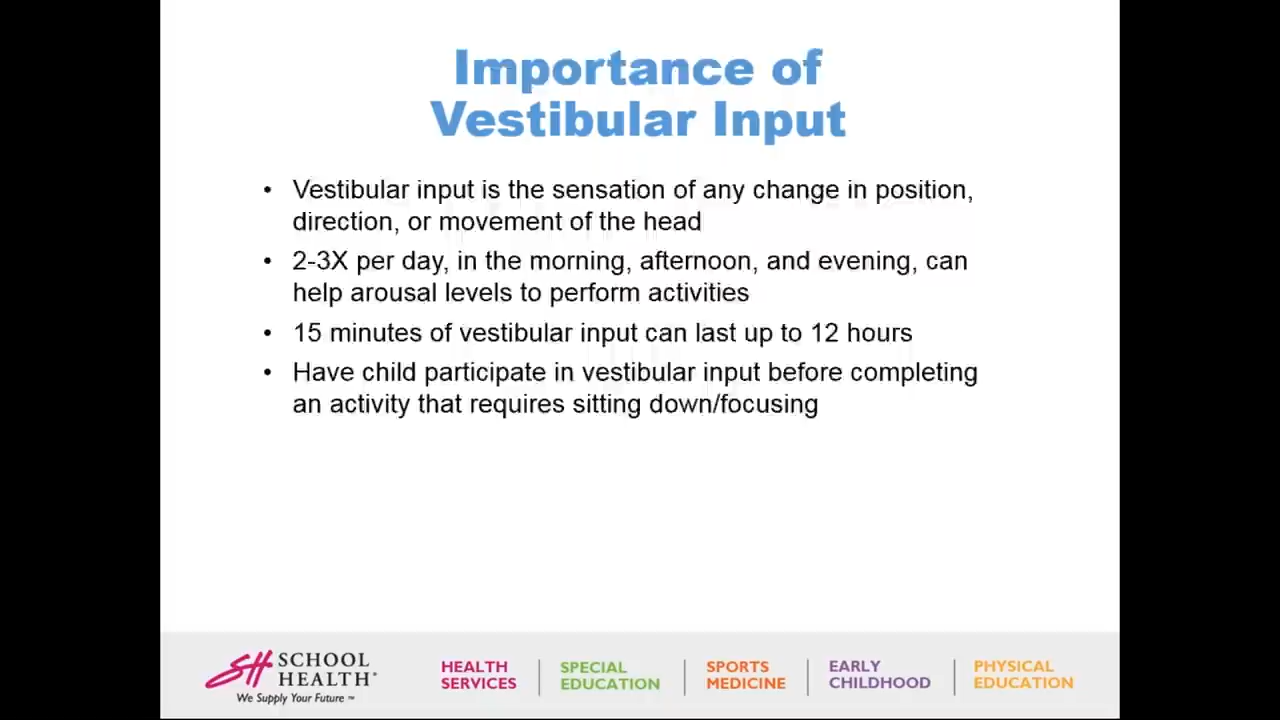 Importance of
Vestibular Input
• Vestibular input is the sensation of any change in position,
direction, or movement of the head
• 2-3X per day, in the morning, afternoon, and evening, can
help arousal levels to perform activities
• 15 minutes of vestibular input can last up to 12 hours
• Have child participate in vestibular input before completing
an activity that requires sitting down/focusing
SH SCHOOL
HEALTH®
We Supply Your Future™
HEALTH
SERVICES
SPECIAL
EDUCATION
SPORTS
MEDICINE
EARLY
CHILDHOOD
PHYSICAL
EDUCATION